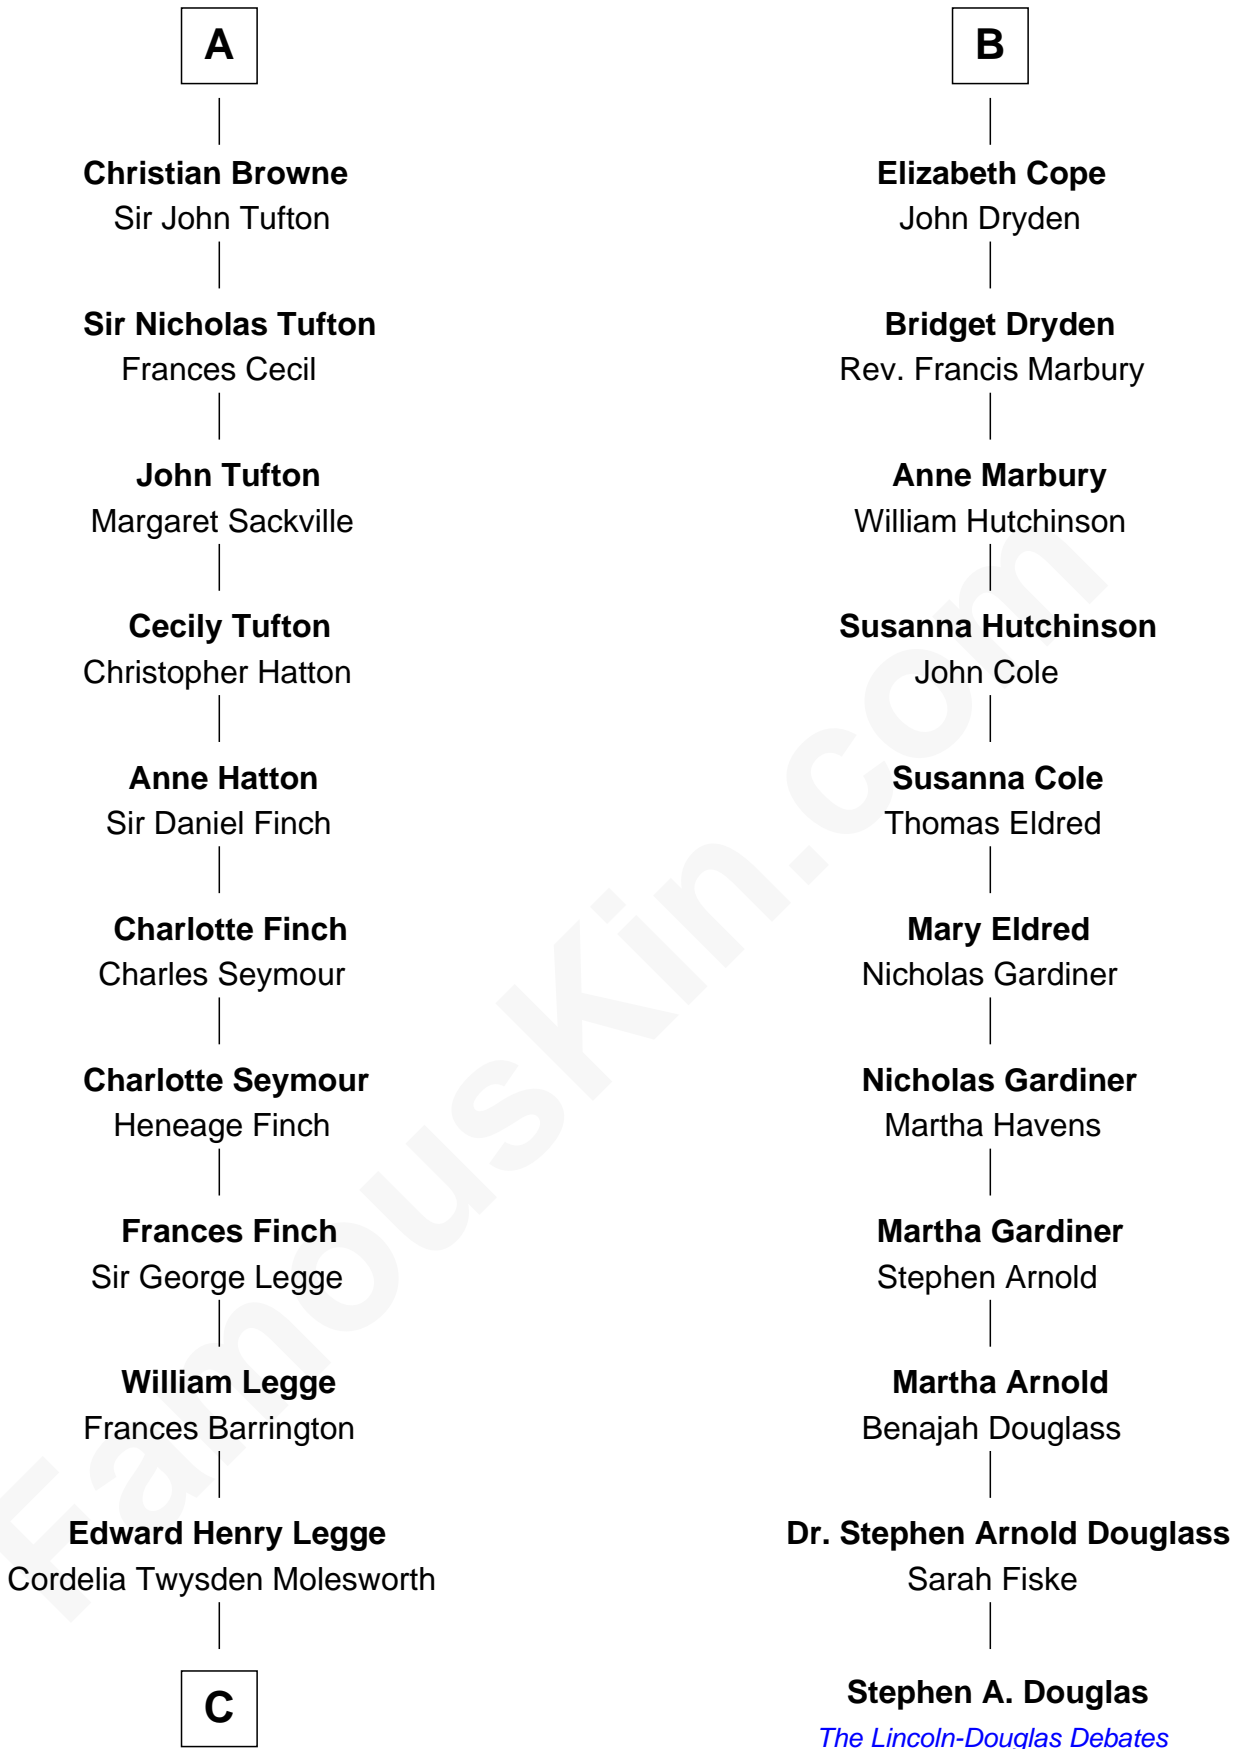 A
Christian Browne
Sir John Tufton
Sir Nicholas Tufton
Frances Cecil
John Tufton
Margaret Sackville
Cecily Tufton
Christopher Hatton
Anne Hatton
Sir Daniel Finch
Charlotte Finch
Charles Seymour
Charlotte Seymour
Heneage Finch
Frances Finch
Sir George Legge
William Legge
Frances Barrington
Edward Henry Legge
Cordelia Twysden Molesworth
C
B
Elizabeth Cope
John Dryden
Bridget Dryden
Rev. Francis Marbury
Anne Marbury
William Hutchinson
Susanna Hutchinson
John Cole
Susanna Cole
Thomas Eldred
Mary Eldred
Nicholas Gardiner
Nicholas Gardiner
Martha Havens
Martha Gardiner
Stephen Arnold
Martha Arnold
Benajah Douglass
Dr. Stephen Arnold Douglass
Sarah Fiske
Stephen A. Douglas
The Lincoln-Douglas Debates
FamousKin.com